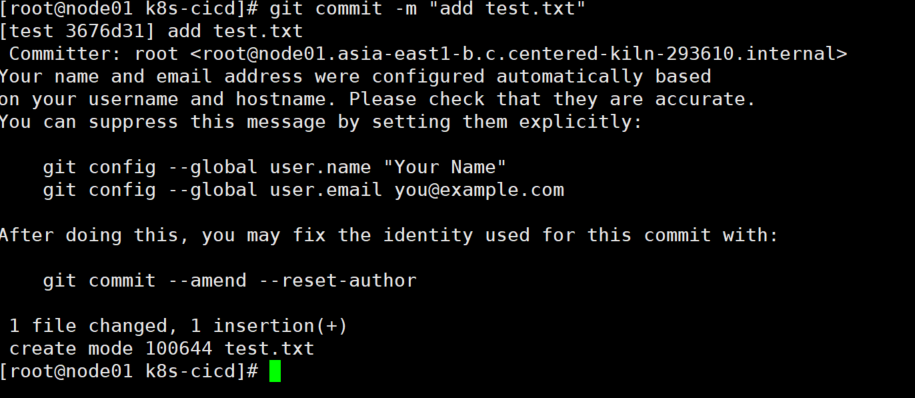 [root@node01 k8s-cicd]# git commit -m "add test.txt"
[test 3676d31] add test.txt
 Committer: root <root@node01.asia-east1-b.c.centered-kiln-293610.internal>
Your name and email address were configured automatically based
on your username and hostname. Please check that they are accurate.
You can suppress this message by setting them explicitly:

    git config --global user.name "Your Name"
    git config --global user.email you@example.com

After doing this, you may fix the identity used for this commit with:

    git commit --amend --reset-author

 1 file changed, 1 insertion(+)
 create mode 100644 test.txt
[root@node01 k8s-cicd]#